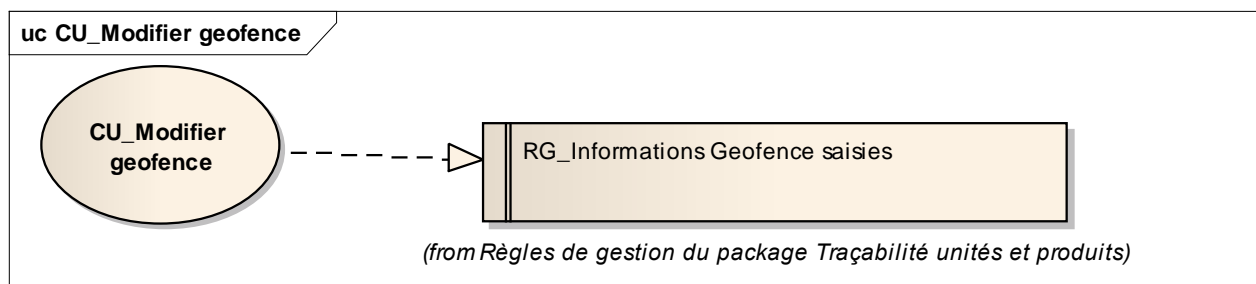 uc CU_Modifier geofence
CU_Modifier
geofence
RG_Informations Geofence saisies
(from Règles de gestion du package Traçabilité unités et produits)